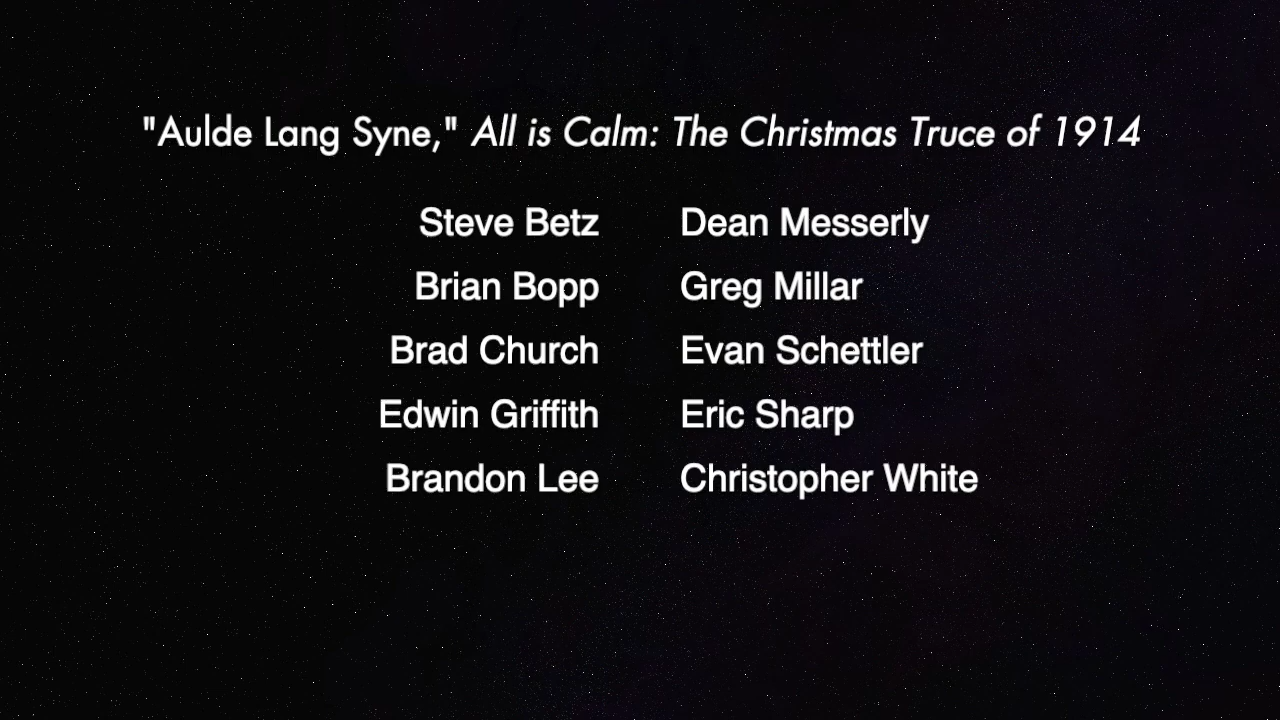 "Aulde Lang Syne," All is Calm: The Christmas Truce of 1914
Steve Betz Dean Messerly
Brian Bopp Greg Millar
Brad Church Evan Schettler
Edwin Griffith Eric Sharp
Brandon Lee Christopher White